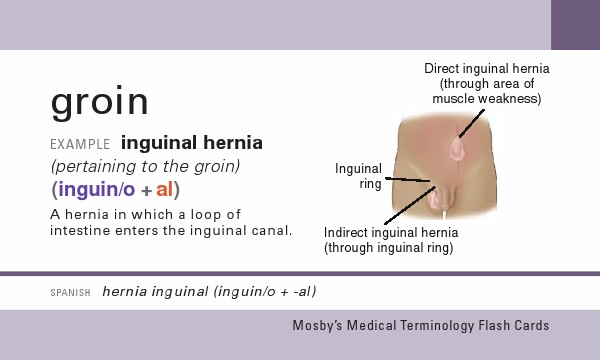 groin
EXAMPLE inguinal hernia
(pertaining to the groin)
(inguin/o + al)
A hernia in which a loop of
intestine enters the inguinal canal.
Direct inguinal hernia
(through area of
muscle weakness)
Inguinal
ring
Indirect inguinal hernia
(through inguinal ring)
SPANISH hernia inguinal (inguin/o + -al)
Mosby's Medical Terminology Flash Cards